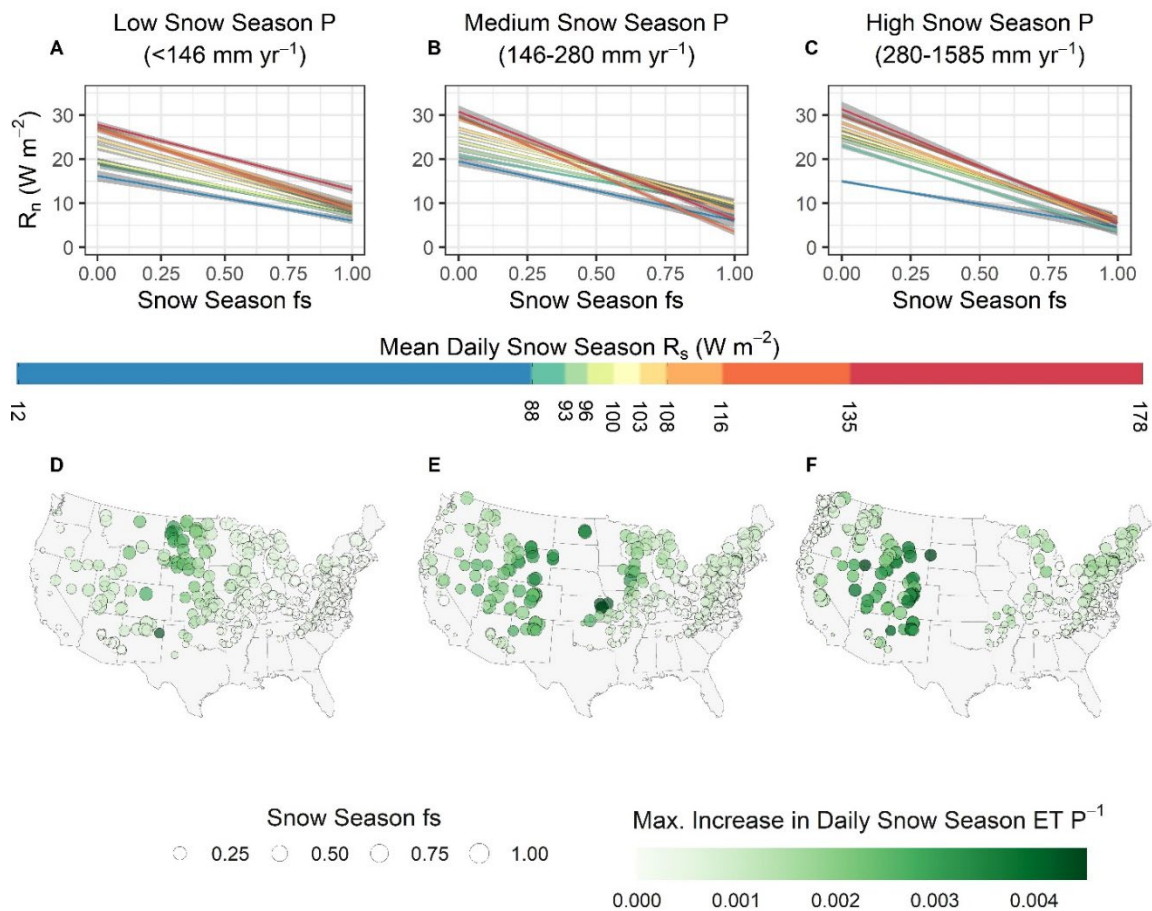 Low Snow Season P
(<146 mm yr⁻¹)
Medium Snow Season P
(146-280 mm yr⁻¹)
High Snow Season P
(280-1585 mm yr⁻¹)
A
B
C
Rₙ (W m⁻²)
30
20
10
0
0.00 0.25 0.50 0.75 1.00
0.00 0.25 0.50 0.75 1.00
0.00 0.25 0.50 0.75 1.00
Snow Season fs
Snow Season fs
Snow Season fs
Mean Daily Snow Season Rₛ (W m⁻²)
12 88 93 96 100 103 108 116 135 178
D
E
F
Snow Season fs
0.25 0.50 0.75 1.00
Max. Increase in Daily Snow Season ET P⁻¹
0.000 0.001 0.002 0.003 0.004